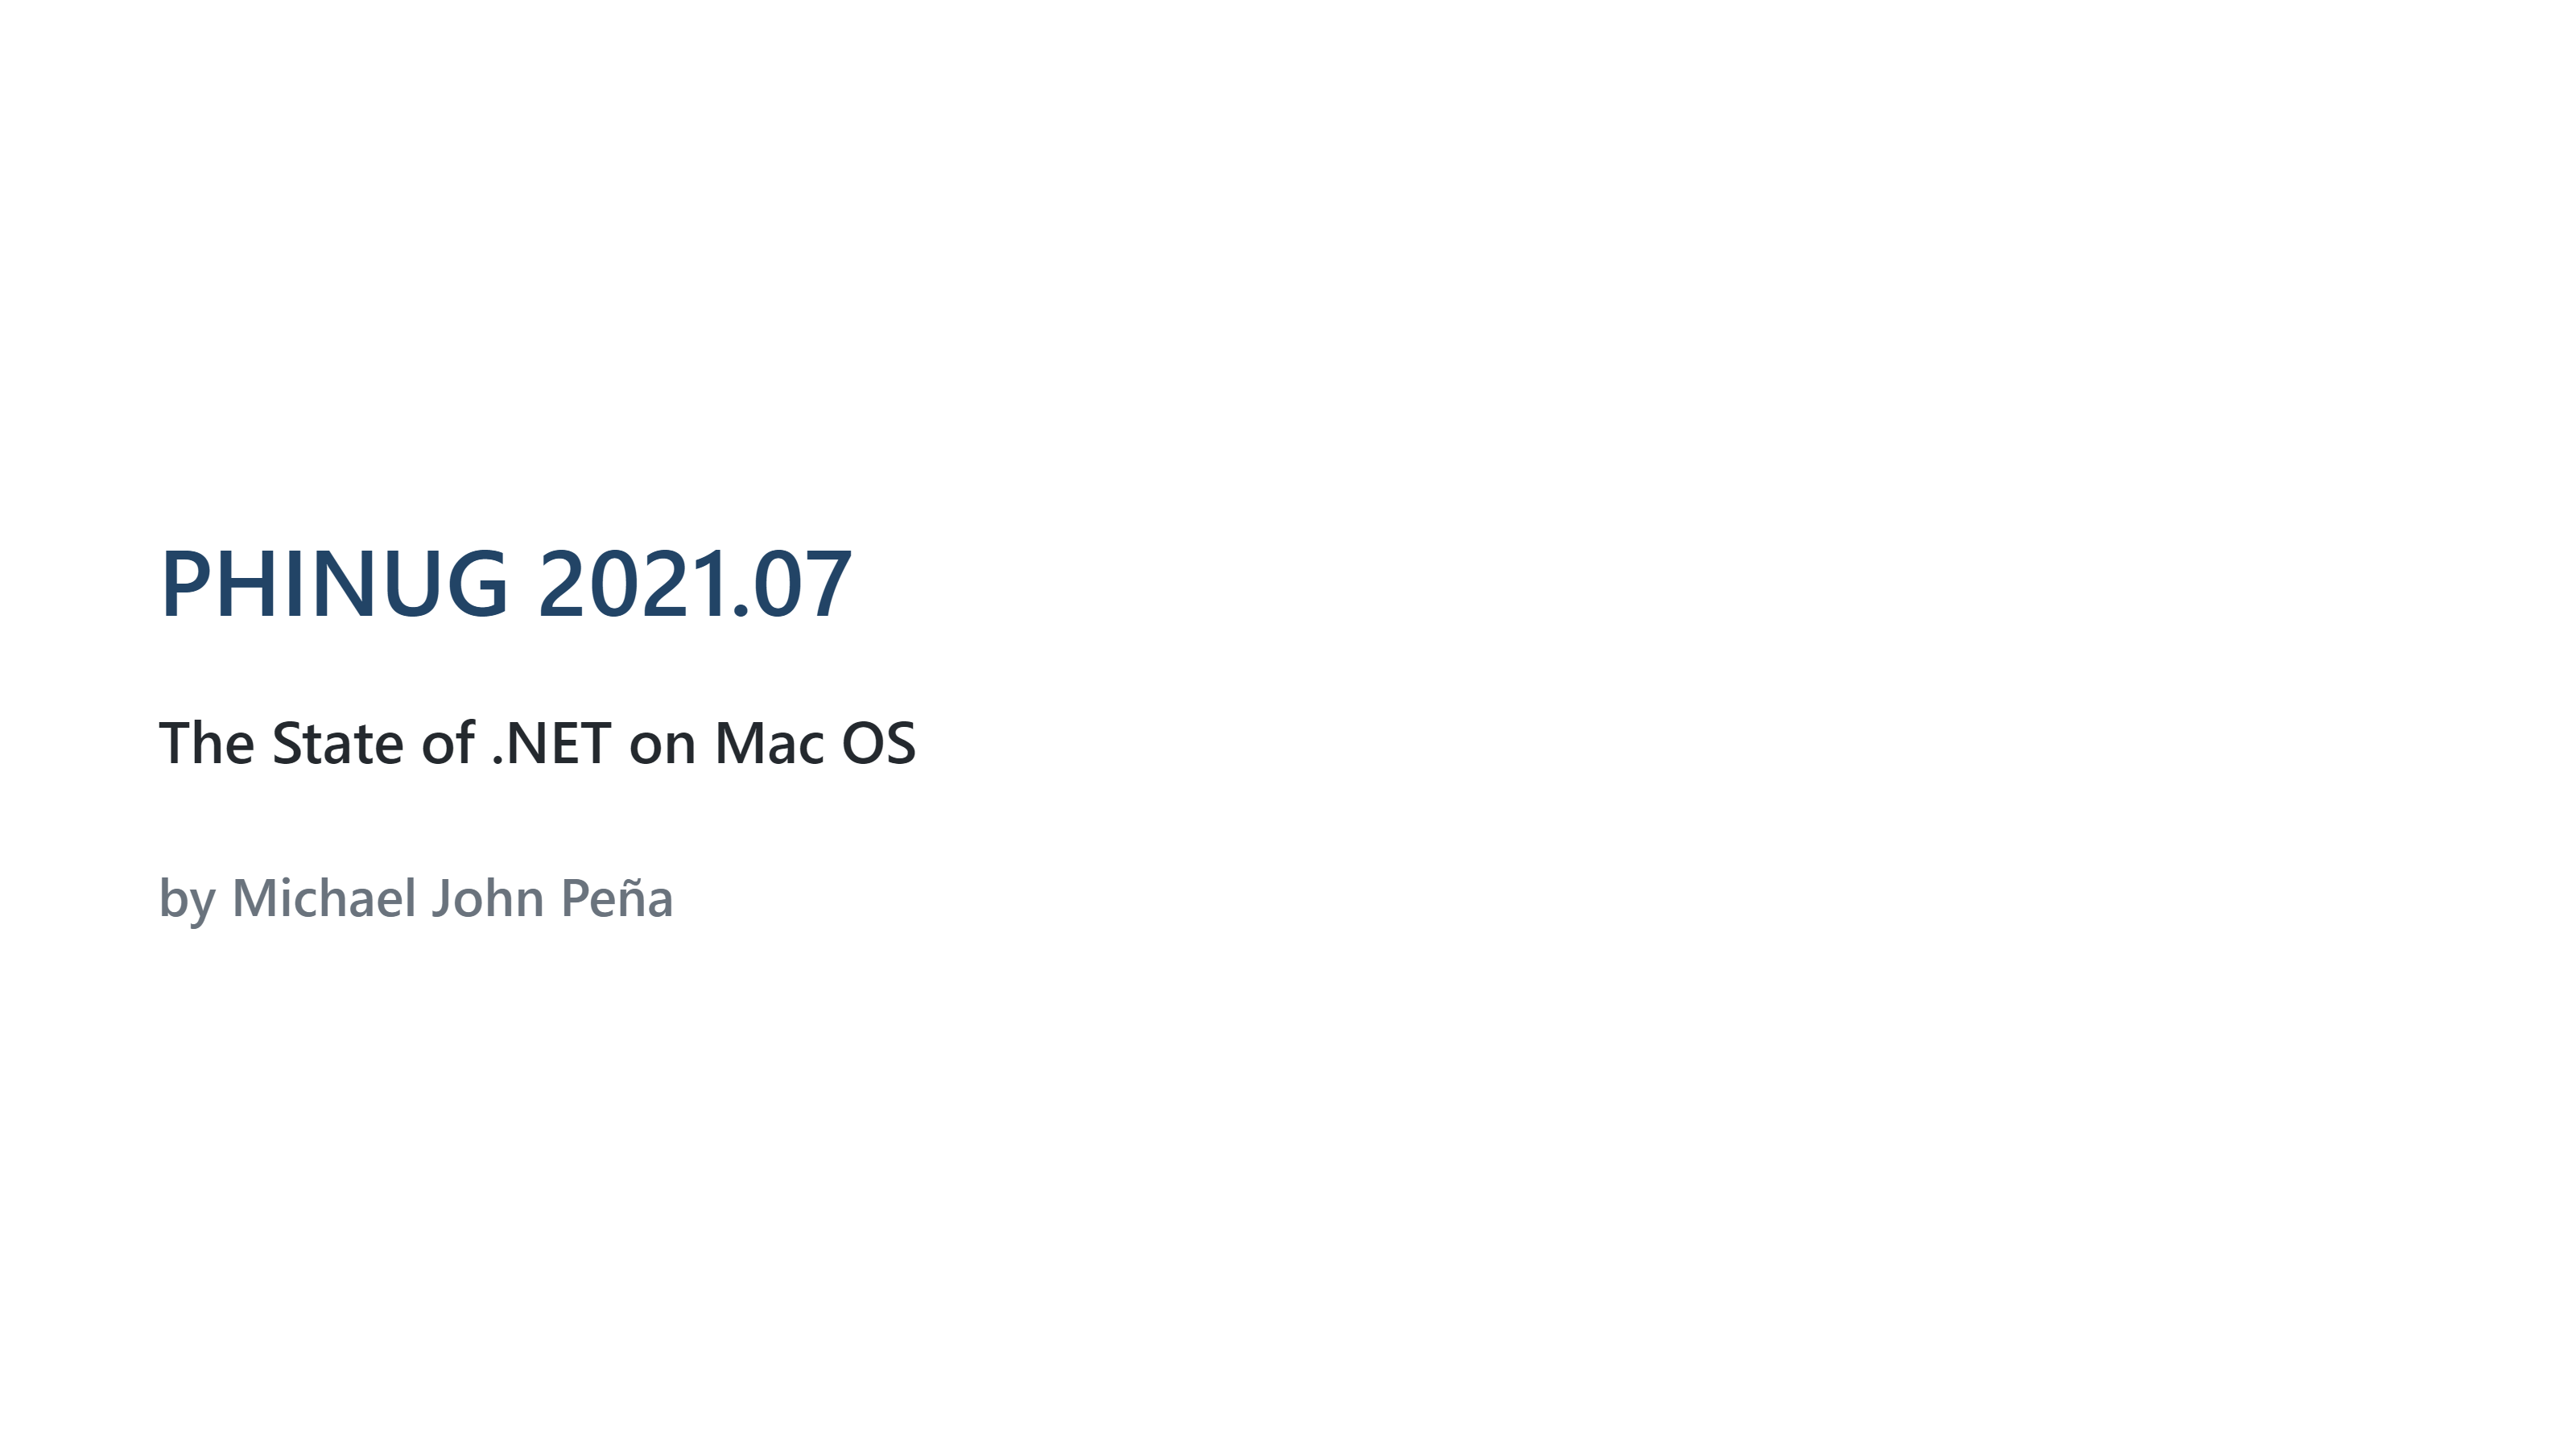 PHINUG 2021.07
The State of .NET on Mac OS
by Michael John Peña